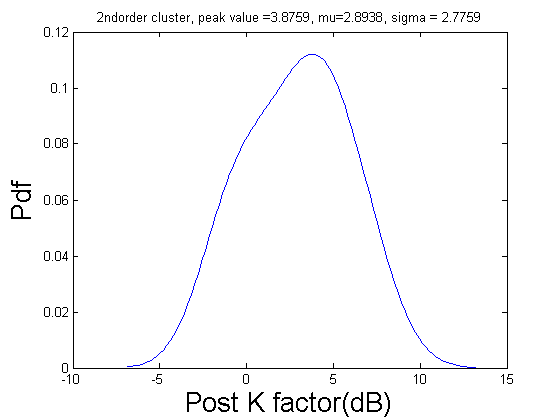 2ndorder cluster, peak value =3.8759, mu=2.8938, sigma = 2.7759
0.12
0.1
0.08
0.06
0.04
0.02
0
Pdf
-10 -5 0 5 10 15
Post K factor(dB)